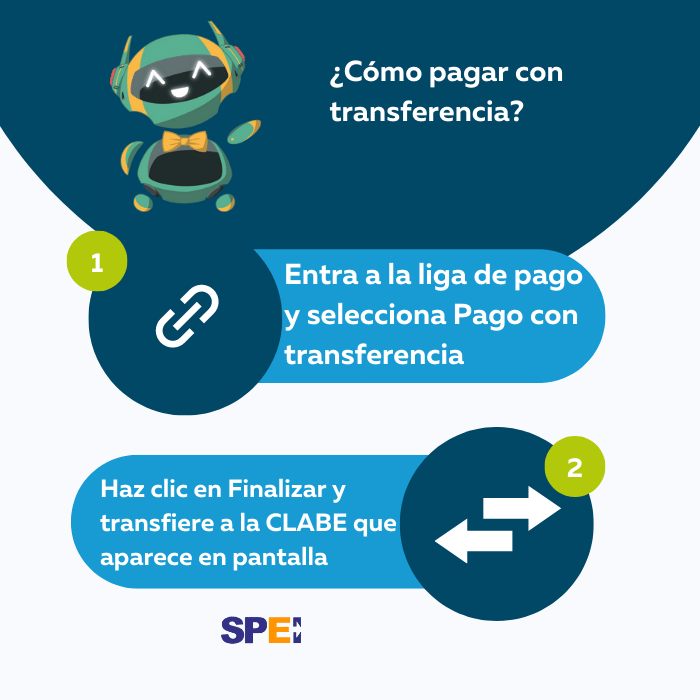 ¿Cómo pagar con
transferencia?
1
Entra a la liga de pago
y selecciona Pago con
transferencia
2
Haz clic en Finalizar y
transfiere a la CLABE que
aparece en pantalla
SPEI